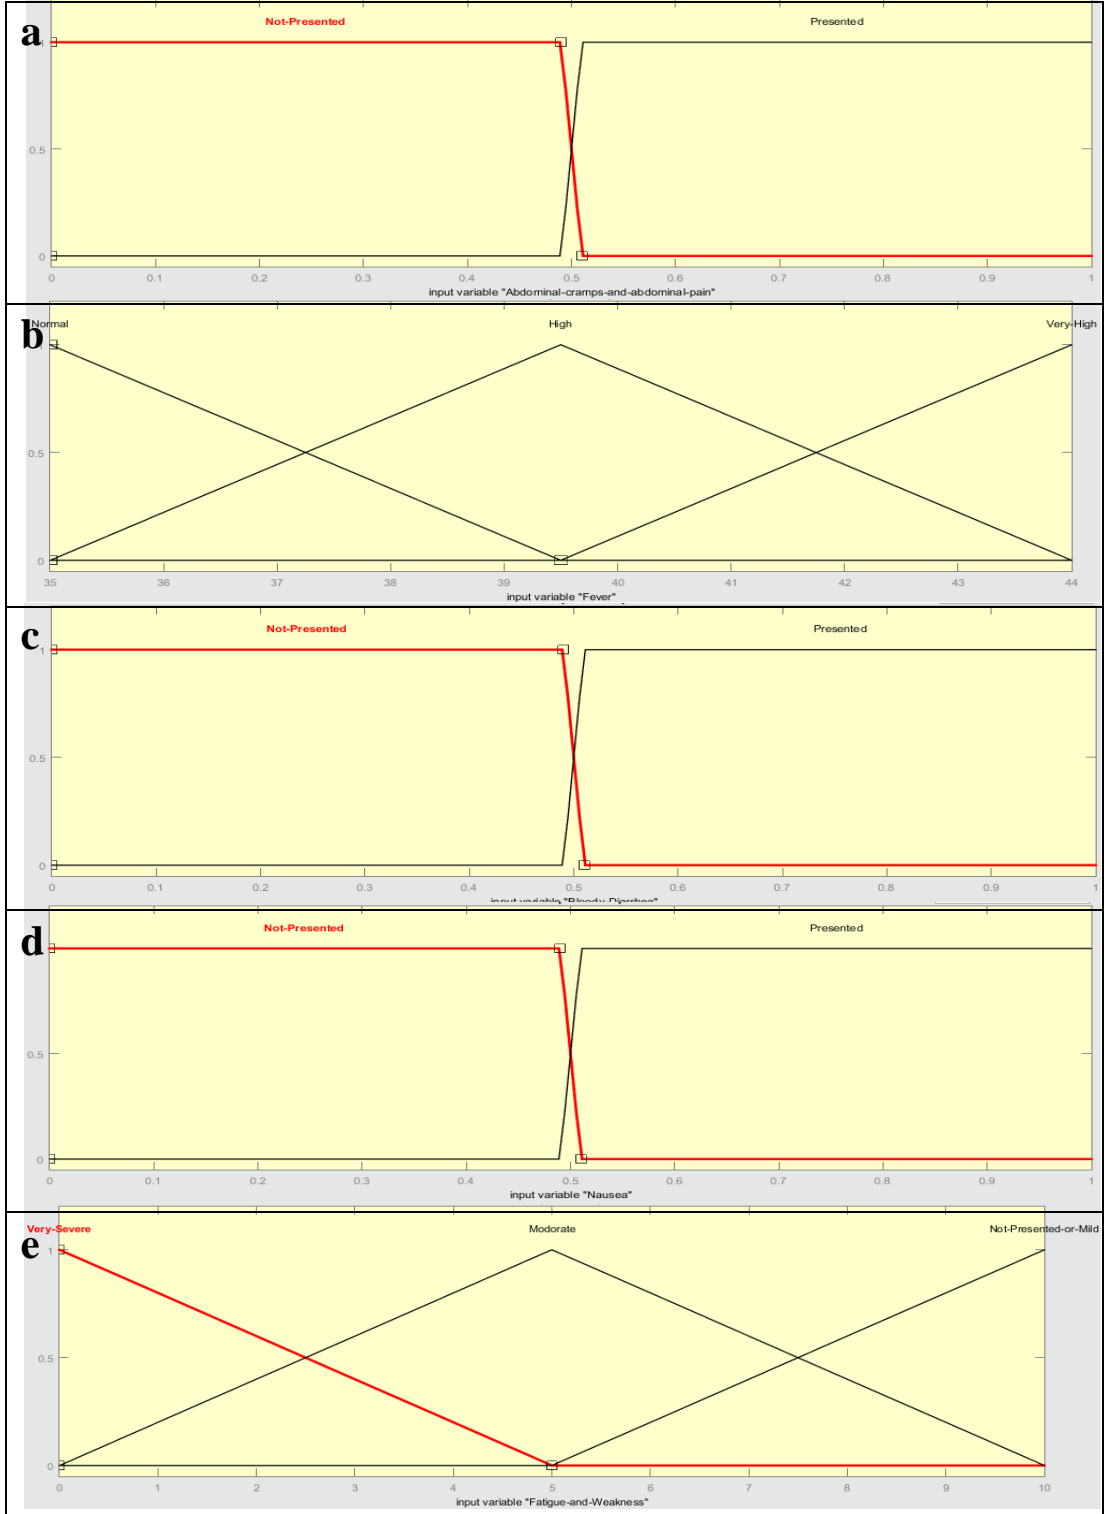 a
Not-Presented Presented
1
0.5
0
0 0.1 0.2 0.3 0.4 0.5 0.6 0.7 0.8 0.9 1
input variable "Abdominal-cramps-and-abdominal-pain"
b
Normal High Very-High
0.5
0
35 36 37 38 39 40 41 42 43 44
input variable "Fever"
c
Not-Presented Presented
1
0.5
0
0 0.1 0.2 0.3 0.4 0.5 0.6 0.7 0.8 0.9 1
input variable "Bloody-Diarrhea"
d
Not-Presented Presented
0.5
0
0 0.1 0.2 0.3 0.4 0.5 0.6 0.7 0.8 0.9 1
input variable "Nausea"
e
Very-Severe Modorate Not-Presented-or-Mild
1
0.5
0
0 1 2 3 4 5 6 7 8 9 10
input variable "Fatigue-and-Weakness"